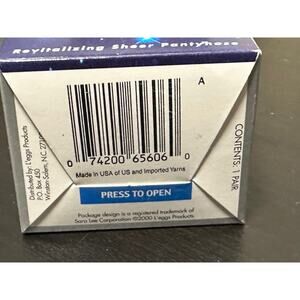 Revitalizing Sheer Pantyhose
A
0 74200 65606 0
Made in USA of US and Imported Yarns
PRESS TO OPEN
Package design is a registered trademark of
Sara Lee Corporation ©2000 L'eggs Products
Distributed by: L'eggs Products
P.O. Box 450
Winston-Salem, N.C.
CONTENTS: 1 PAIR